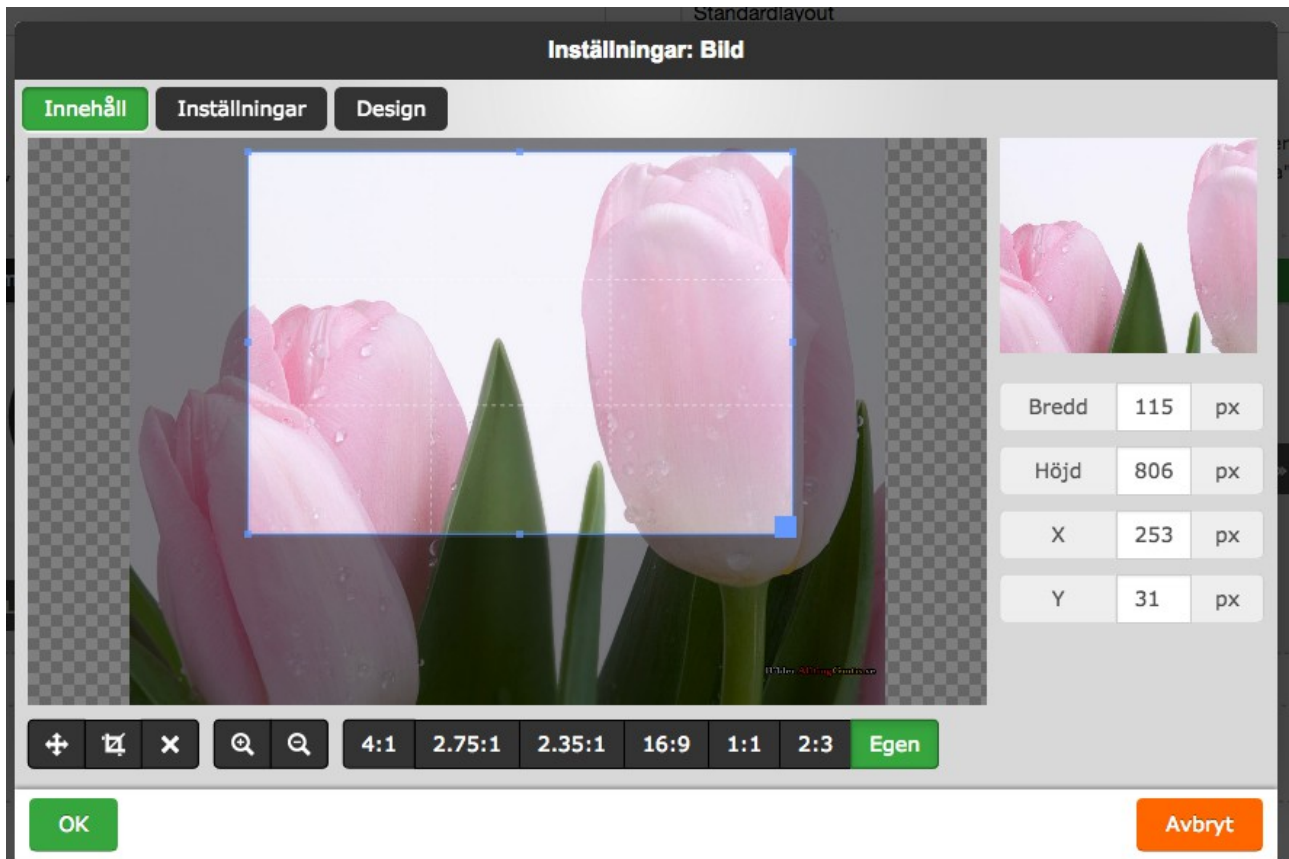 Standardlayout
Inställningar: Bild
Innehåll Inställningar Design
Bredd 115 px
Höjd 806 px
X 253 px
Y 31 px
4:1 2.75:1 2.35:1 16:9 1:1 2:3 Egen
OK Avbryt